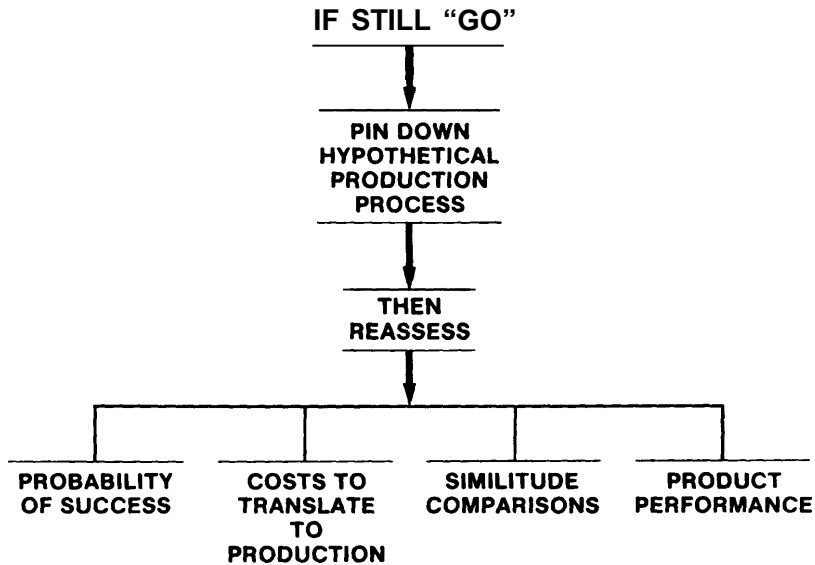 IF STILL “GO”
PIN DOWN
HYPOTHETICAL
PRODUCTION
PROCESS
THEN
REASSESS
PROBABILITY
OF SUCCESS
COSTS TO
TRANSLATE
TO
PRODUCTION
SIMILITUDE
COMPARISONS
PRODUCT
PERFORMANCE